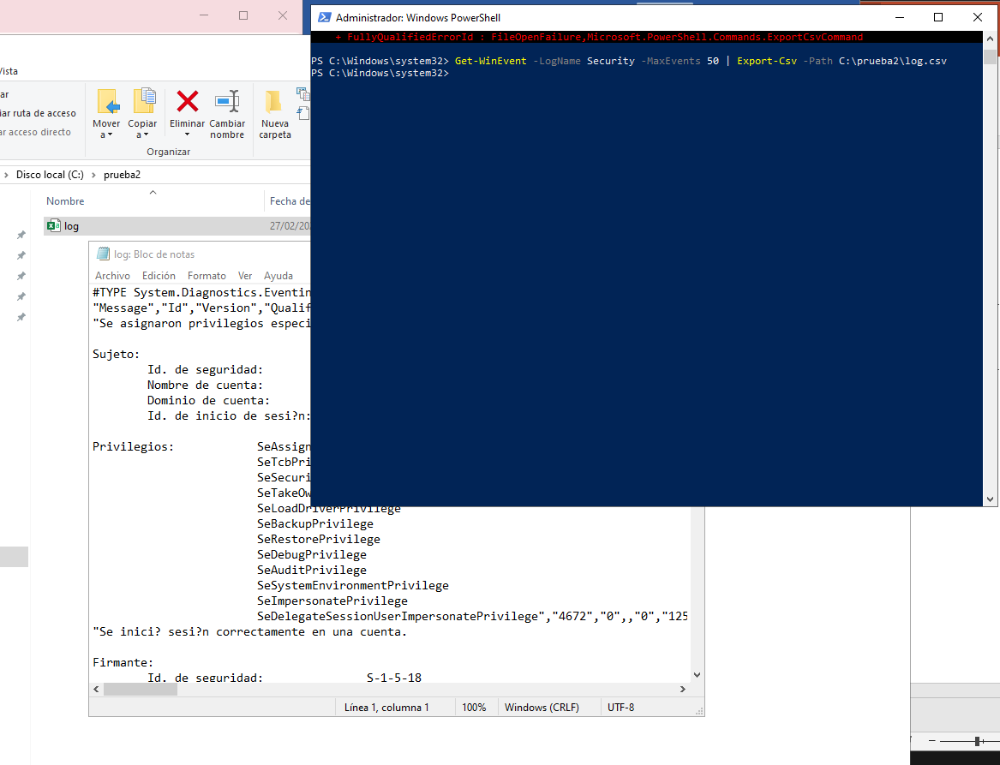 Administrador: Windows PowerShell
+ FullyQualifiedErrorId : FileOpenFailure,Microsoft.PowerShell.Commands.ExportCsvCommand
PS C:\Windows\system32> Get-WinEvent -LogName Security -MaxEvents 50 | Export-Csv -Path C:\prueba2\log.csv
PS C:\Windows\system32>
Vista
ar
iar ruta de acceso
ar acceso directo
Mover a
Copiar a
Eliminar
Cambiar nombre
Nueva carpeta
Organizar
Disco local (C:) > prueba2
Nombre
Fecha de
log
27/02/20
log: Bloc de notas
Archivo Edición Formato Ver Ayuda
#TYPE System.Diagnostics.Eventin
"Message","Id","Version","Qualif
"Se asignaron privilegios especi
Sujeto:
Id. de seguridad:
Nombre de cuenta:
Dominio de cuenta:
Id. de inicio de sesi?n:
Privilegios: SeAssign
SeTcbPri
SeSecuri
SeTakeOw
SeLoadDriverPrivilege
SeBackupPrivilege
SeRestorePrivilege
SeDebugPrivilege
SeAuditPrivilege
SeSystemEnvironmentPrivilege
SeImpersonatePrivilege
SeDelegateSessionUserImpersonatePrivilege","4672","0",,"0","125
"Se inici? sesi?n correctamente en una cuenta.
Firmante:
Id. de seguridad: S-1-5-18
Línea 1, columna 1
100%
Windows (CRLF)
UTF-8